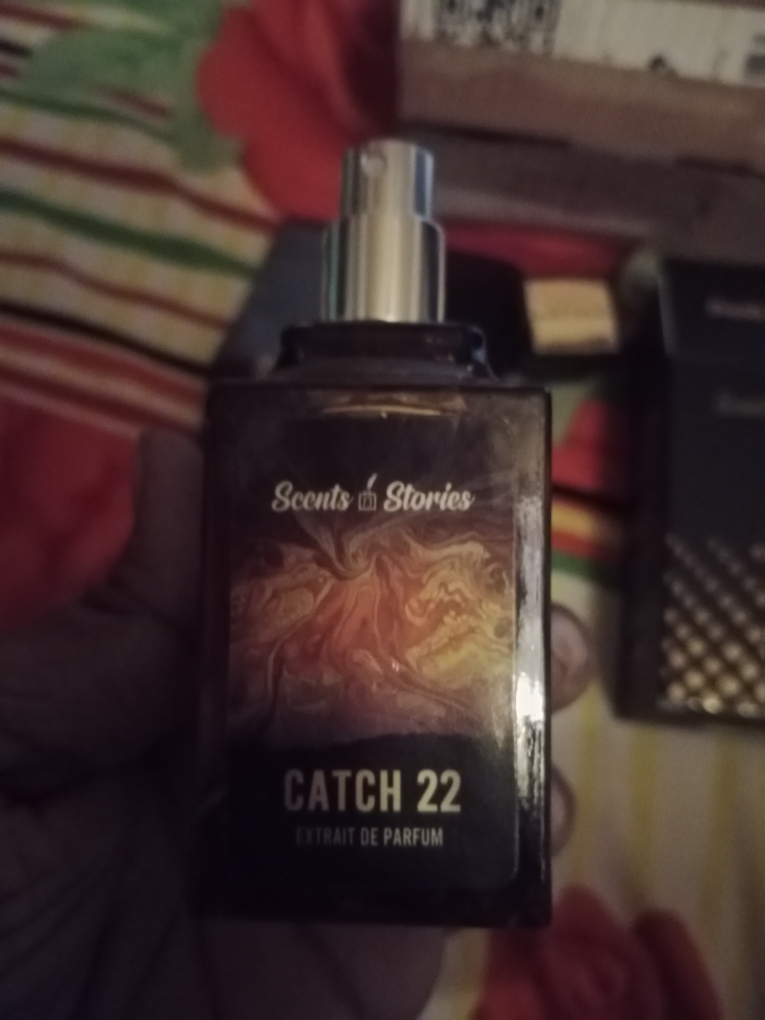 Scents Stories
CATCH 22
EXTRAIT DE PARFUM